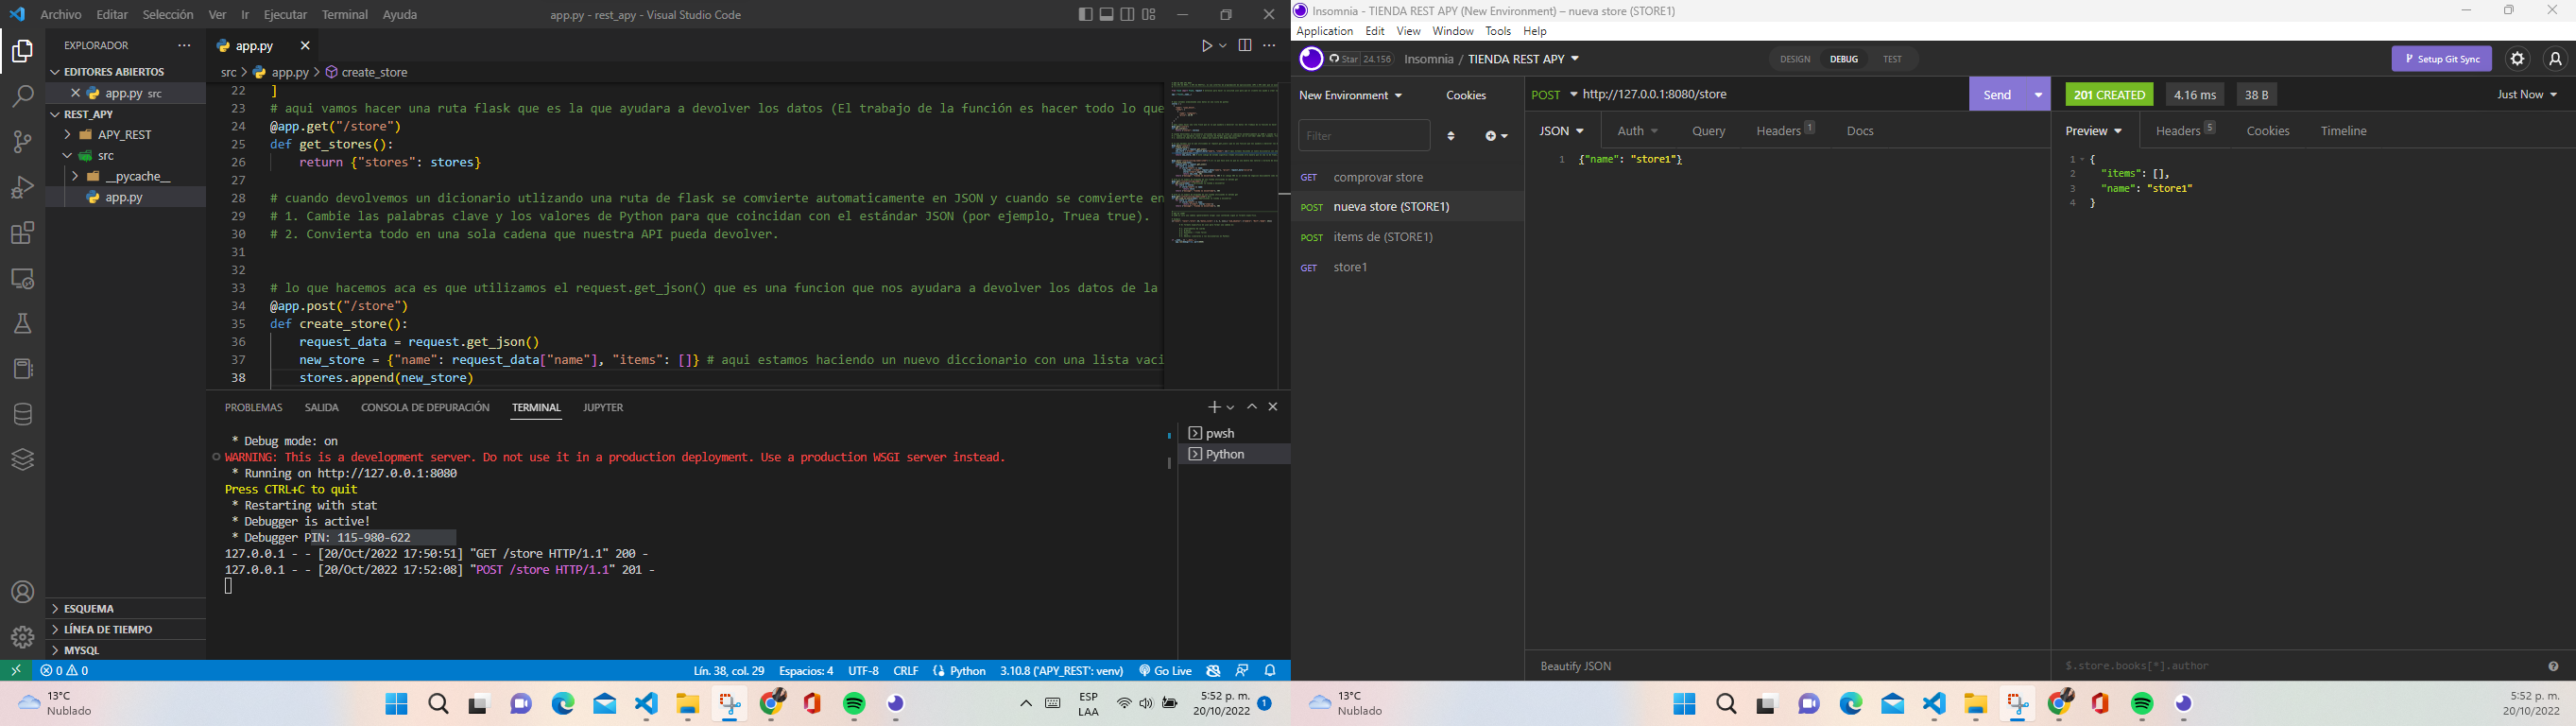 Archivo Editar Selección Ver Ir Ejecutar Terminal Ayuda
app.py - rest_apy - Visual Studio Code
EXPLORADOR
EDITORES ABIERTOS
app.py src
REST_APY
APY_REST
src
__pycache__
app.py
ESQUEMA
LÍNEA DE TIEMPO
MYSQL
app.py
src > app.py > create_store
22 ]
23 # aqui vamos hacer una ruta flask que es la que ayudara a devolver los datos (El trabajo de la función es hacer todo lo que
24 @app.get("/store")
25 def get_stores():
26 return {"stores": stores}
27
28 # cuando devolvemos un dicionario utlizando una ruta de flask se comvierte automaticamente en JSON y cuando se comvierte en
29 # 1. Cambie las palabras clave y los valores de Python para que coincidan con el estándar JSON (por ejemplo, Truea true).
30 # 2. Convierta todo en una sola cadena que nuestra API pueda devolver.
31
32
33 # lo que hacemos aca es que utilizamos el request.get_json() que es una funcion que nos ayudara a devolver los datos de la
34 @app.post("/store")
35 def create_store():
36 request_data = request.get_json()
37 new_store = {"name": request_data["name"], "items": []} # aqui estamos haciendo un nuevo diccionario con una lista vaci
38 stores.append(new_store)
PROBLEMAS SALIDA CONSOLA DE DEPURACIÓN TERMINAL JUPYTER
* Debug mode: on
WARNING: This is a development server. Do not use it in a production deployment. Use a production WSGI server instead.
* Running on http://127.0.0.1:8080
Press CTRL+C to quit
* Restarting with stat
* Debugger is active!
* Debugger PIN: 115-980-622
127.0.0.1 - - [20/Oct/2022 17:50:51] "GET /store HTTP/1.1" 200 -
127.0.0.1 - - [20/Oct/2022 17:52:08] "POST /store HTTP/1.1" 201 -
pwsh
Python
0 0
Lín. 38, col. 29 Espacios: 4 UTF-8 CRLF Python 3.10.8 ('APY_REST': venv) Go Live
13°C
Nublado
ESP
LAA
5:52 p. m.
20/10/2022
1
Insomnia - TIENDA REST APY (New Environment) – nueva store (STORE1)
Application Edit View Window Tools Help
Star 24.156
Insomnia / TIENDA REST APY
DESIGN DEBUG TEST
Setup Git Sync
New Environment Cookies
Filter
GET comprovar store
POST nueva store (STORE1)
POST items de (STORE1)
GET store1
POST http://127.0.0.1:8080/store Send
JSON Auth Query Headers 1 Docs
1 {"name": "store1"}
Beautify JSON
201 CREATED 4.16 ms 38 B Just Now
Preview Headers 5 Cookies Timeline
1 {
2 "items": [],
3 "name": "store1"
4 }
$.store.books[*].author
13°C
Nublado
5:52 p. m.
20/10/2022